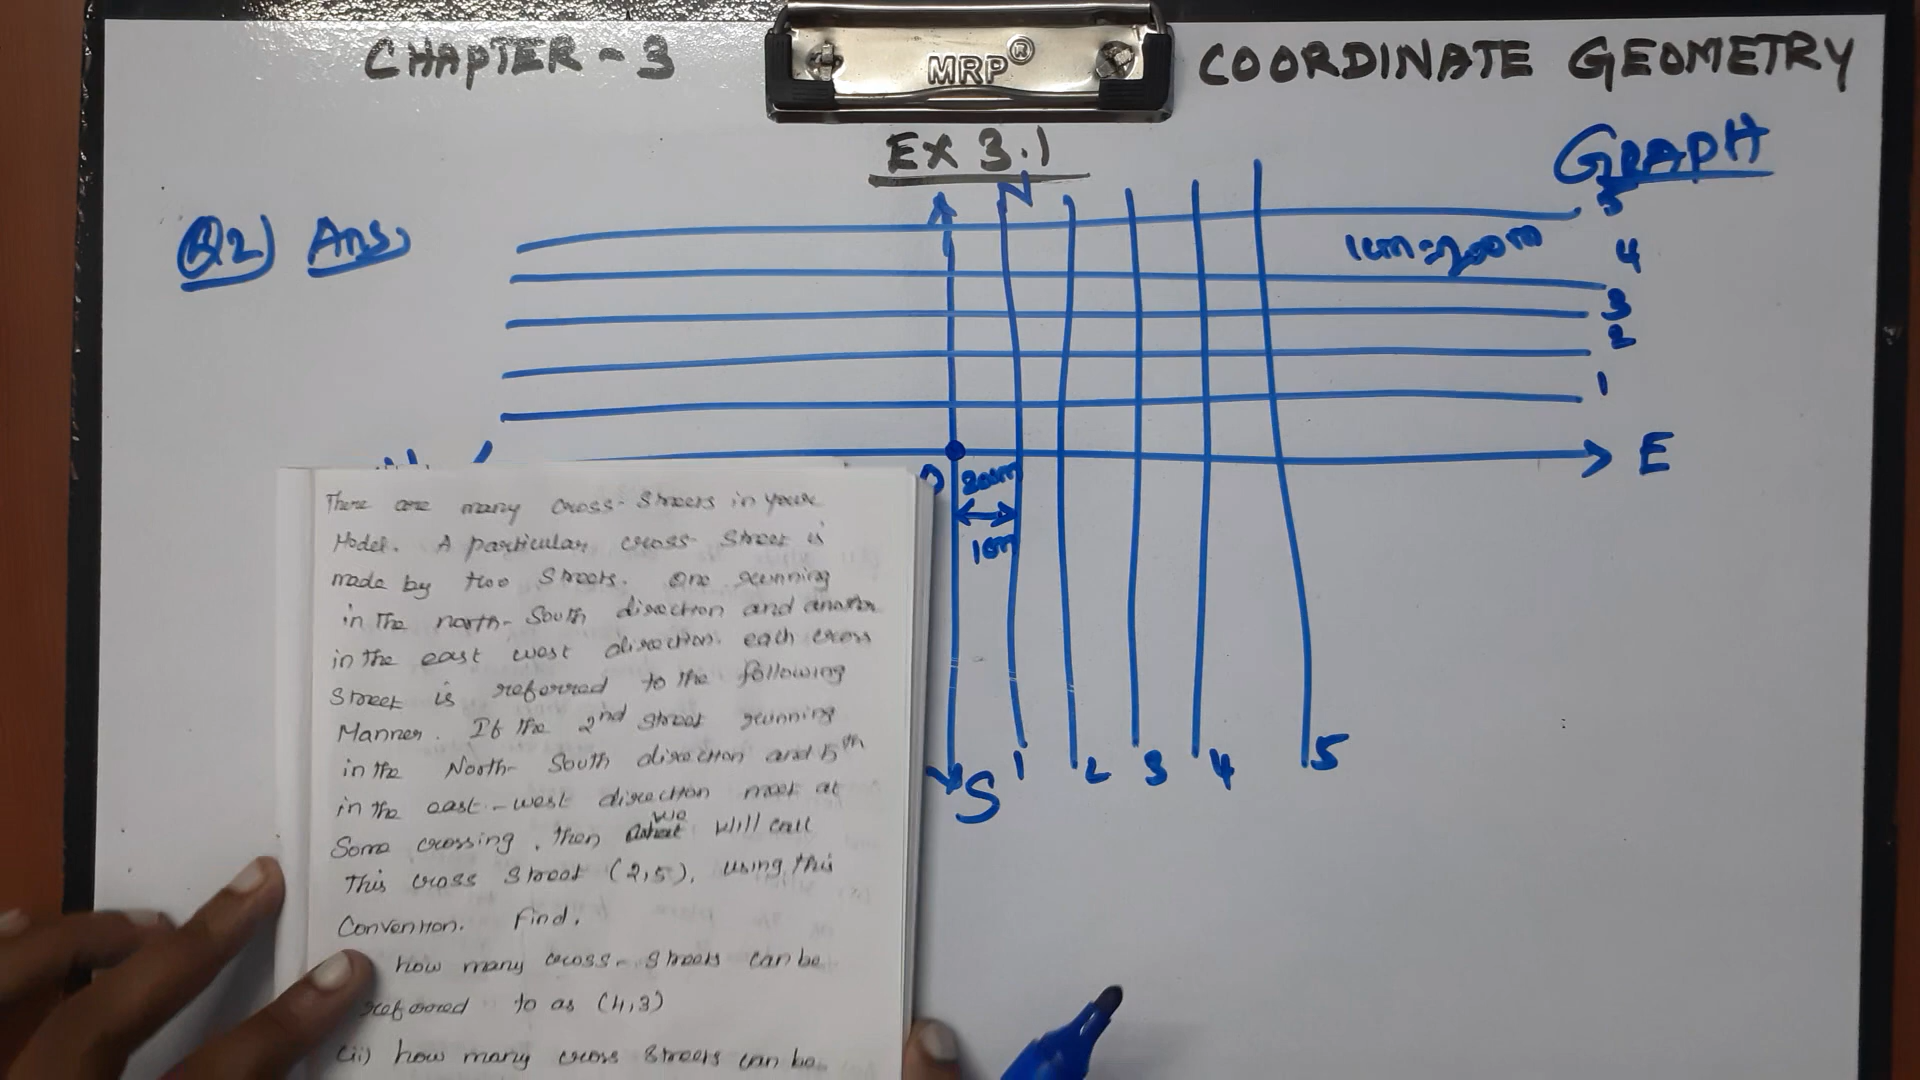 CHAPTER - 3
MRP®
COORDINATE GEOMETRY
EX 3.1
GRAPH
Q2) Ans,
N
5
1cm=200m
4
3
2
1
E
O
200m
1cm
S
1
2
3
4
5
There are many cross-streets in your
Model. A particular cross-street is
made by two streets. one running
in the north-South direction and another
in the east west direction. each cross
Street is referred to the following
Manner. If the 2nd street running
in the North-South direction and 5th
in the east-west direction meet at
Some crossing, then we will call
This cross street (2,5), using this
Convention. Find.
how many cross-streets can be
referred to as (4,3)
(ii) how many cross streets can be